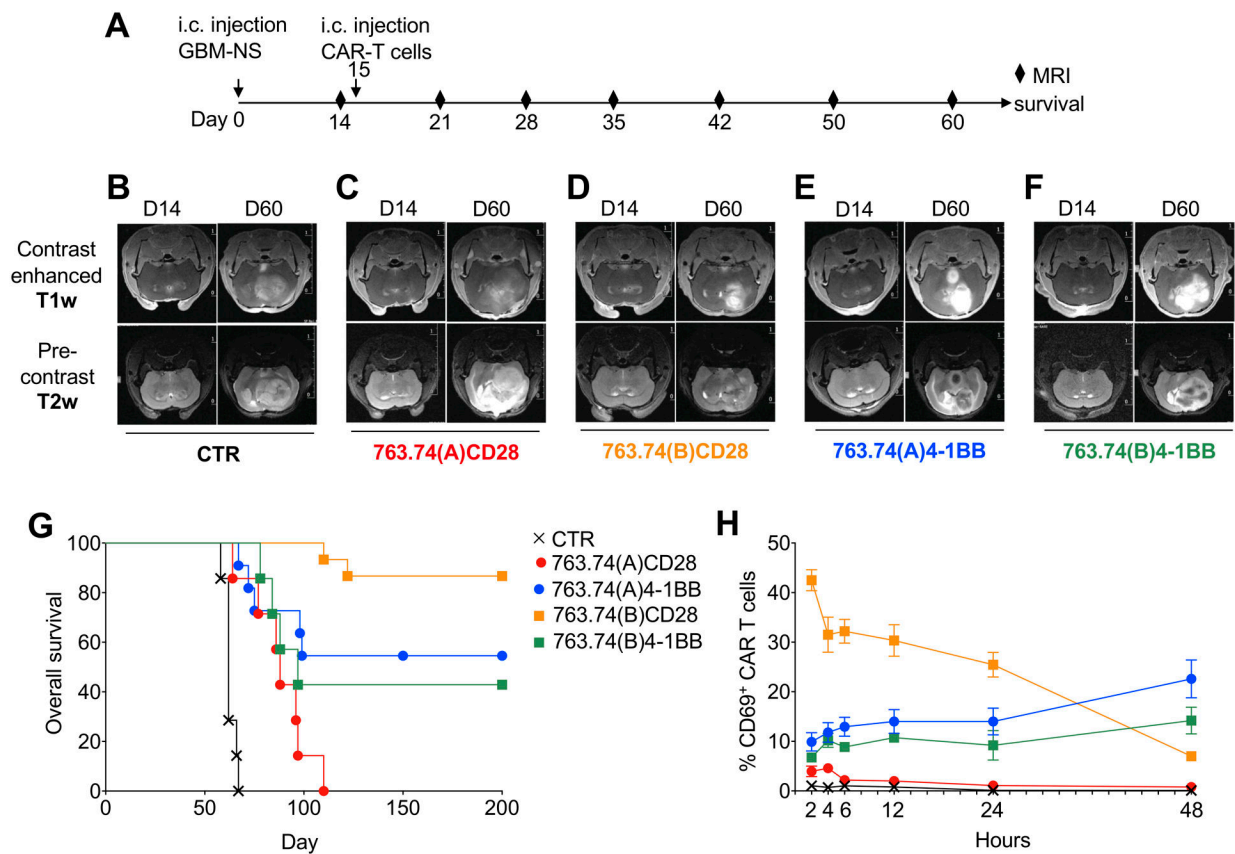 A
i.c. injection
GBM-NS
i.c. injection
CAR-T cells
15
MRI
survival
Day 0
14
21
28
35
42
50
60
B
C
D
E
F
D14
D60
D14
D60
D14
D60
D14
D60
D14
D60
Contrast
enhanced
T1w
Pre-
contrast
T2w
CTR
763.74(A)CD28
763.74(B)CD28
763.74(A)4-1BB
763.74(B)4-1BB
G
Overall survival
100
80
60
40
20
0
0
50
100
150
200
Day
CTR
763.74(A)CD28
763.74(A)4-1BB
763.74(B)CD28
763.74(B)4-1BB
H
% CD69⁺ CAR T cells
50
40
30
20
10
0
2
4
6
12
24
48
Hours